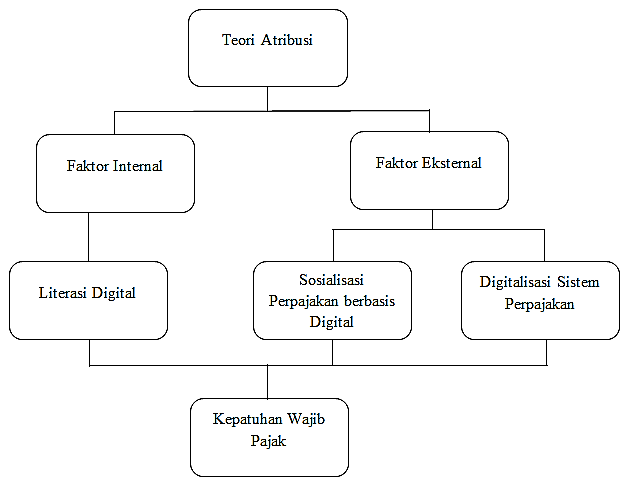 Teori Atribusi
Faktor Internal
Faktor Eksternal
Literasi Digital
Sosialisasi
Perpajakan berbasis
Digital
Digitalisasi Sistem
Perpajakan
Kepatuhan Wajib
Pajak